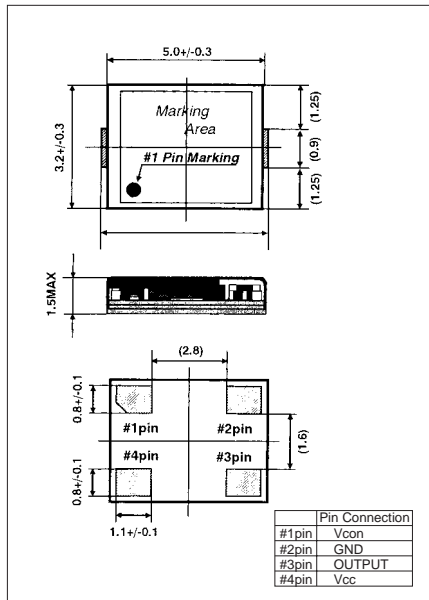 5.0+/-0.3
Marking
Area
#1 Pin Marking
3.2+/-0.3
(1.25)
(0.9)
(1.25)
1.5MAX
(2.8)
0.8+/-0.1
#1pin
#2pin
(1.6)
#4pin
#3pin
0.8+/-0.1
1.1+/-0.1
Pin Connection
#1pin Vcon
#2pin GND
#3pin OUTPUT
#4pin Vcc